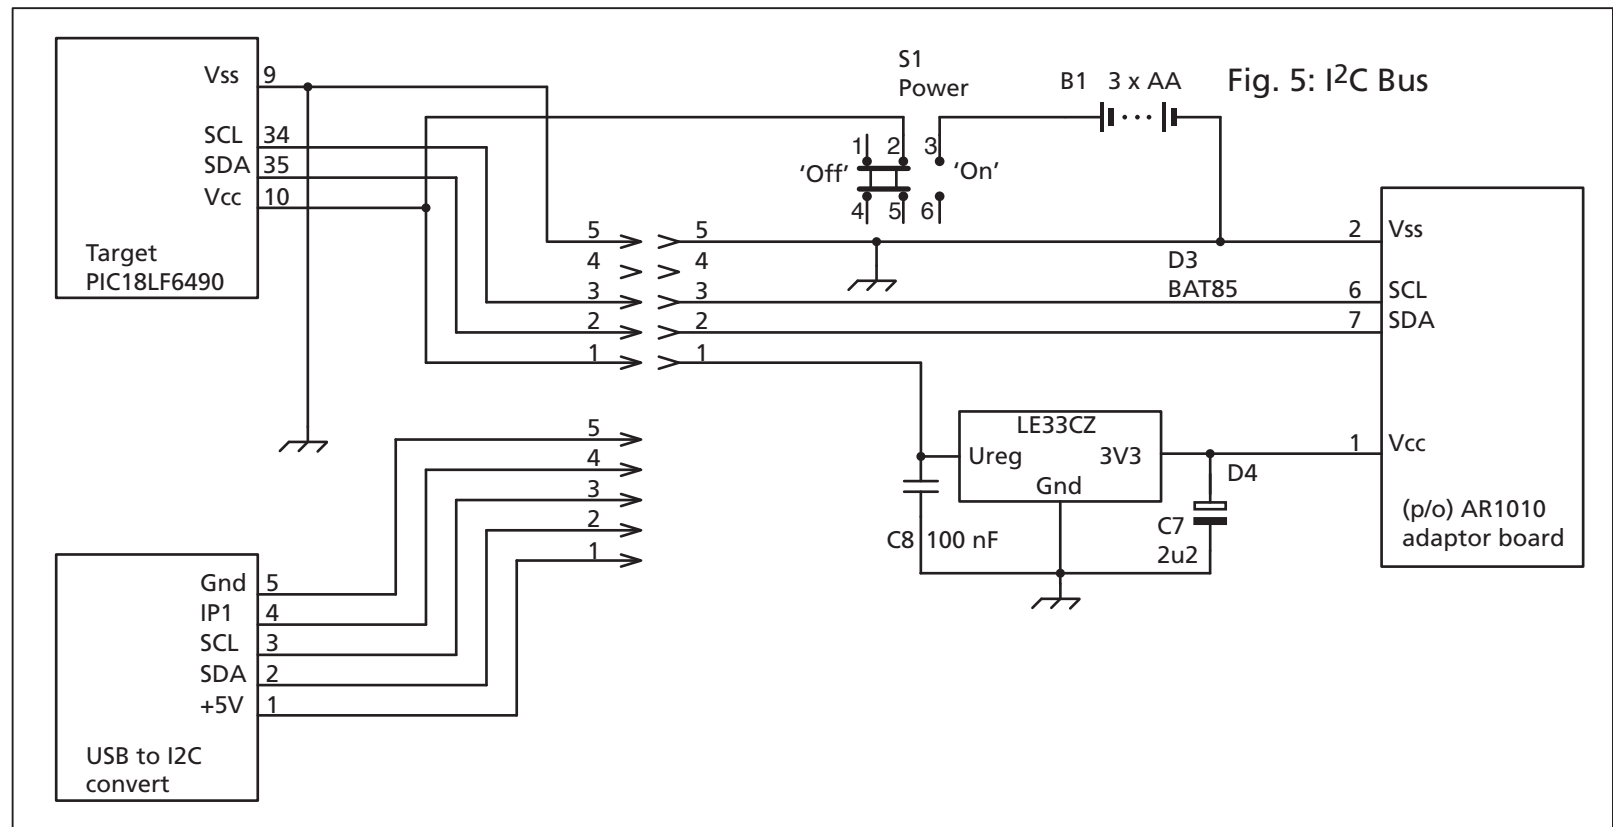 Fig. 5: I²C Bus
Vss 9
SCL 34
SDA 35
Vcc 10
Target
PIC18LF6490
S1
Power
B1 3 x AA
1 2 3
‘Off’ ‘On’
4 5 6
5 5
4 4
3 3
2 2
1 1
D3
BAT85
2 Vss
6 SCL
7 SDA
1 Vcc
(p/o) AR1010
adaptor board
LE33CZ
Ureg 3V3
Gnd
D4
C8 100 nF
C7
2u2
5
4
3
2
1
Gnd 5
IP1 4
SCL 3
SDA 2
+5V 1
USB to I2C
convert